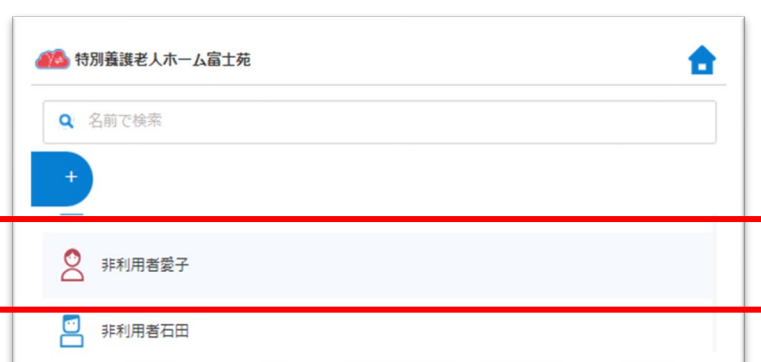 特別養護老人ホーム富士苑
名前で検索
+
非利用者愛子
非利用者石田